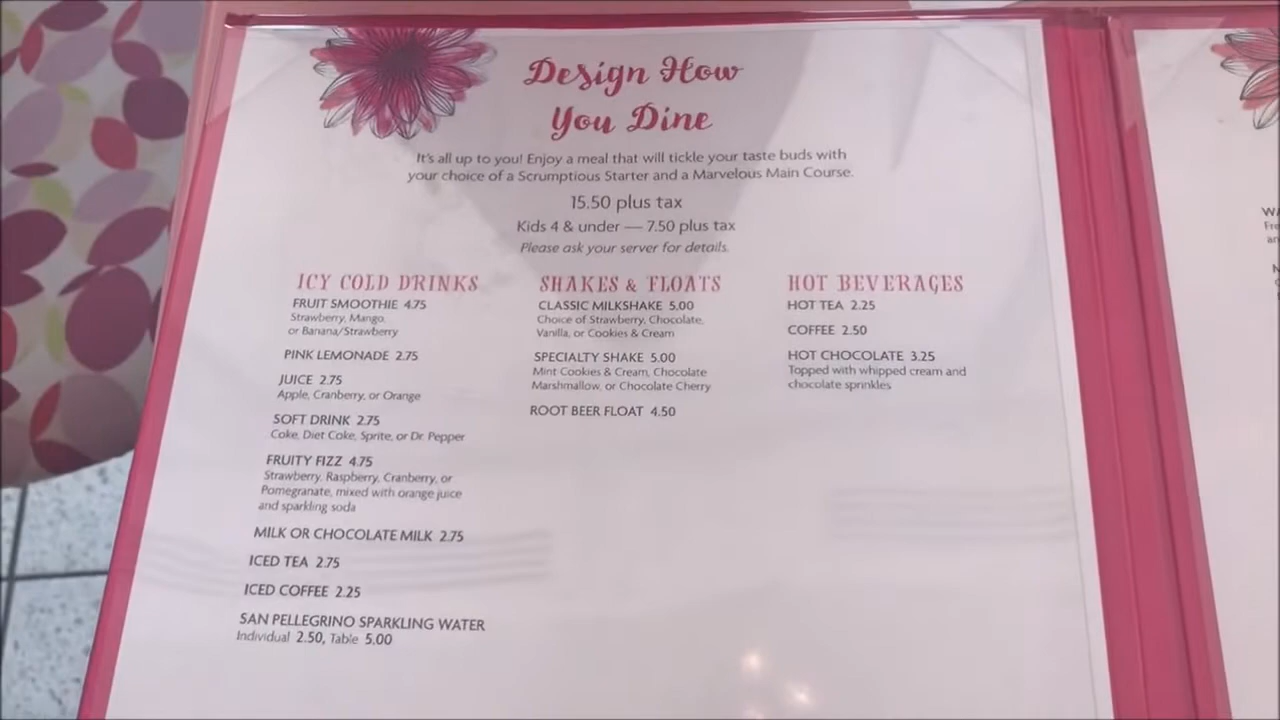 Design How
You Dine
It's all up to you! Enjoy a meal that will tickle your taste buds with
your choice of a Scrumptious Starter and a Marvelous Main Course.
15.50 plus tax
Kids 4 & under — 7.50 plus tax
Please ask your server for details.
ICY COLD DRINKS
FRUIT SMOOTHIE 4.75
Strawberry, Mango,
or Banana/Strawberry
PINK LEMONADE 2.75
JUICE 2.75
Apple, Cranberry, or Orange
SOFT DRINK 2.75
Coke, Diet Coke, Sprite, or Dr. Pepper
FRUITY FIZZ 4.75
Strawberry, Raspberry, Cranberry, or
Pomegranate, mixed with orange juice
and sparkling soda
MILK OR CHOCOLATE MILK 2.75
ICED TEA 2.75
ICED COFFEE 2.25
SAN PELLEGRINO SPARKLING WATER
Individual 2.50, Table 5.00
SHAKES & FLOATS
CLASSIC MILKSHAKE 5.00
Choice of Strawberry, Chocolate,
Vanilla, or Cookies & Cream
SPECIALTY SHAKE 5.00
Mint Cookies & Cream, Chocolate
Marshmallow, or Chocolate Cherry
ROOT BEER FLOAT 4.50
HOT BEVERAGES
HOT TEA 2.25
COFFEE 2.50
HOT CHOCOLATE 3.25
Topped with whipped cream and
chocolate sprinkles